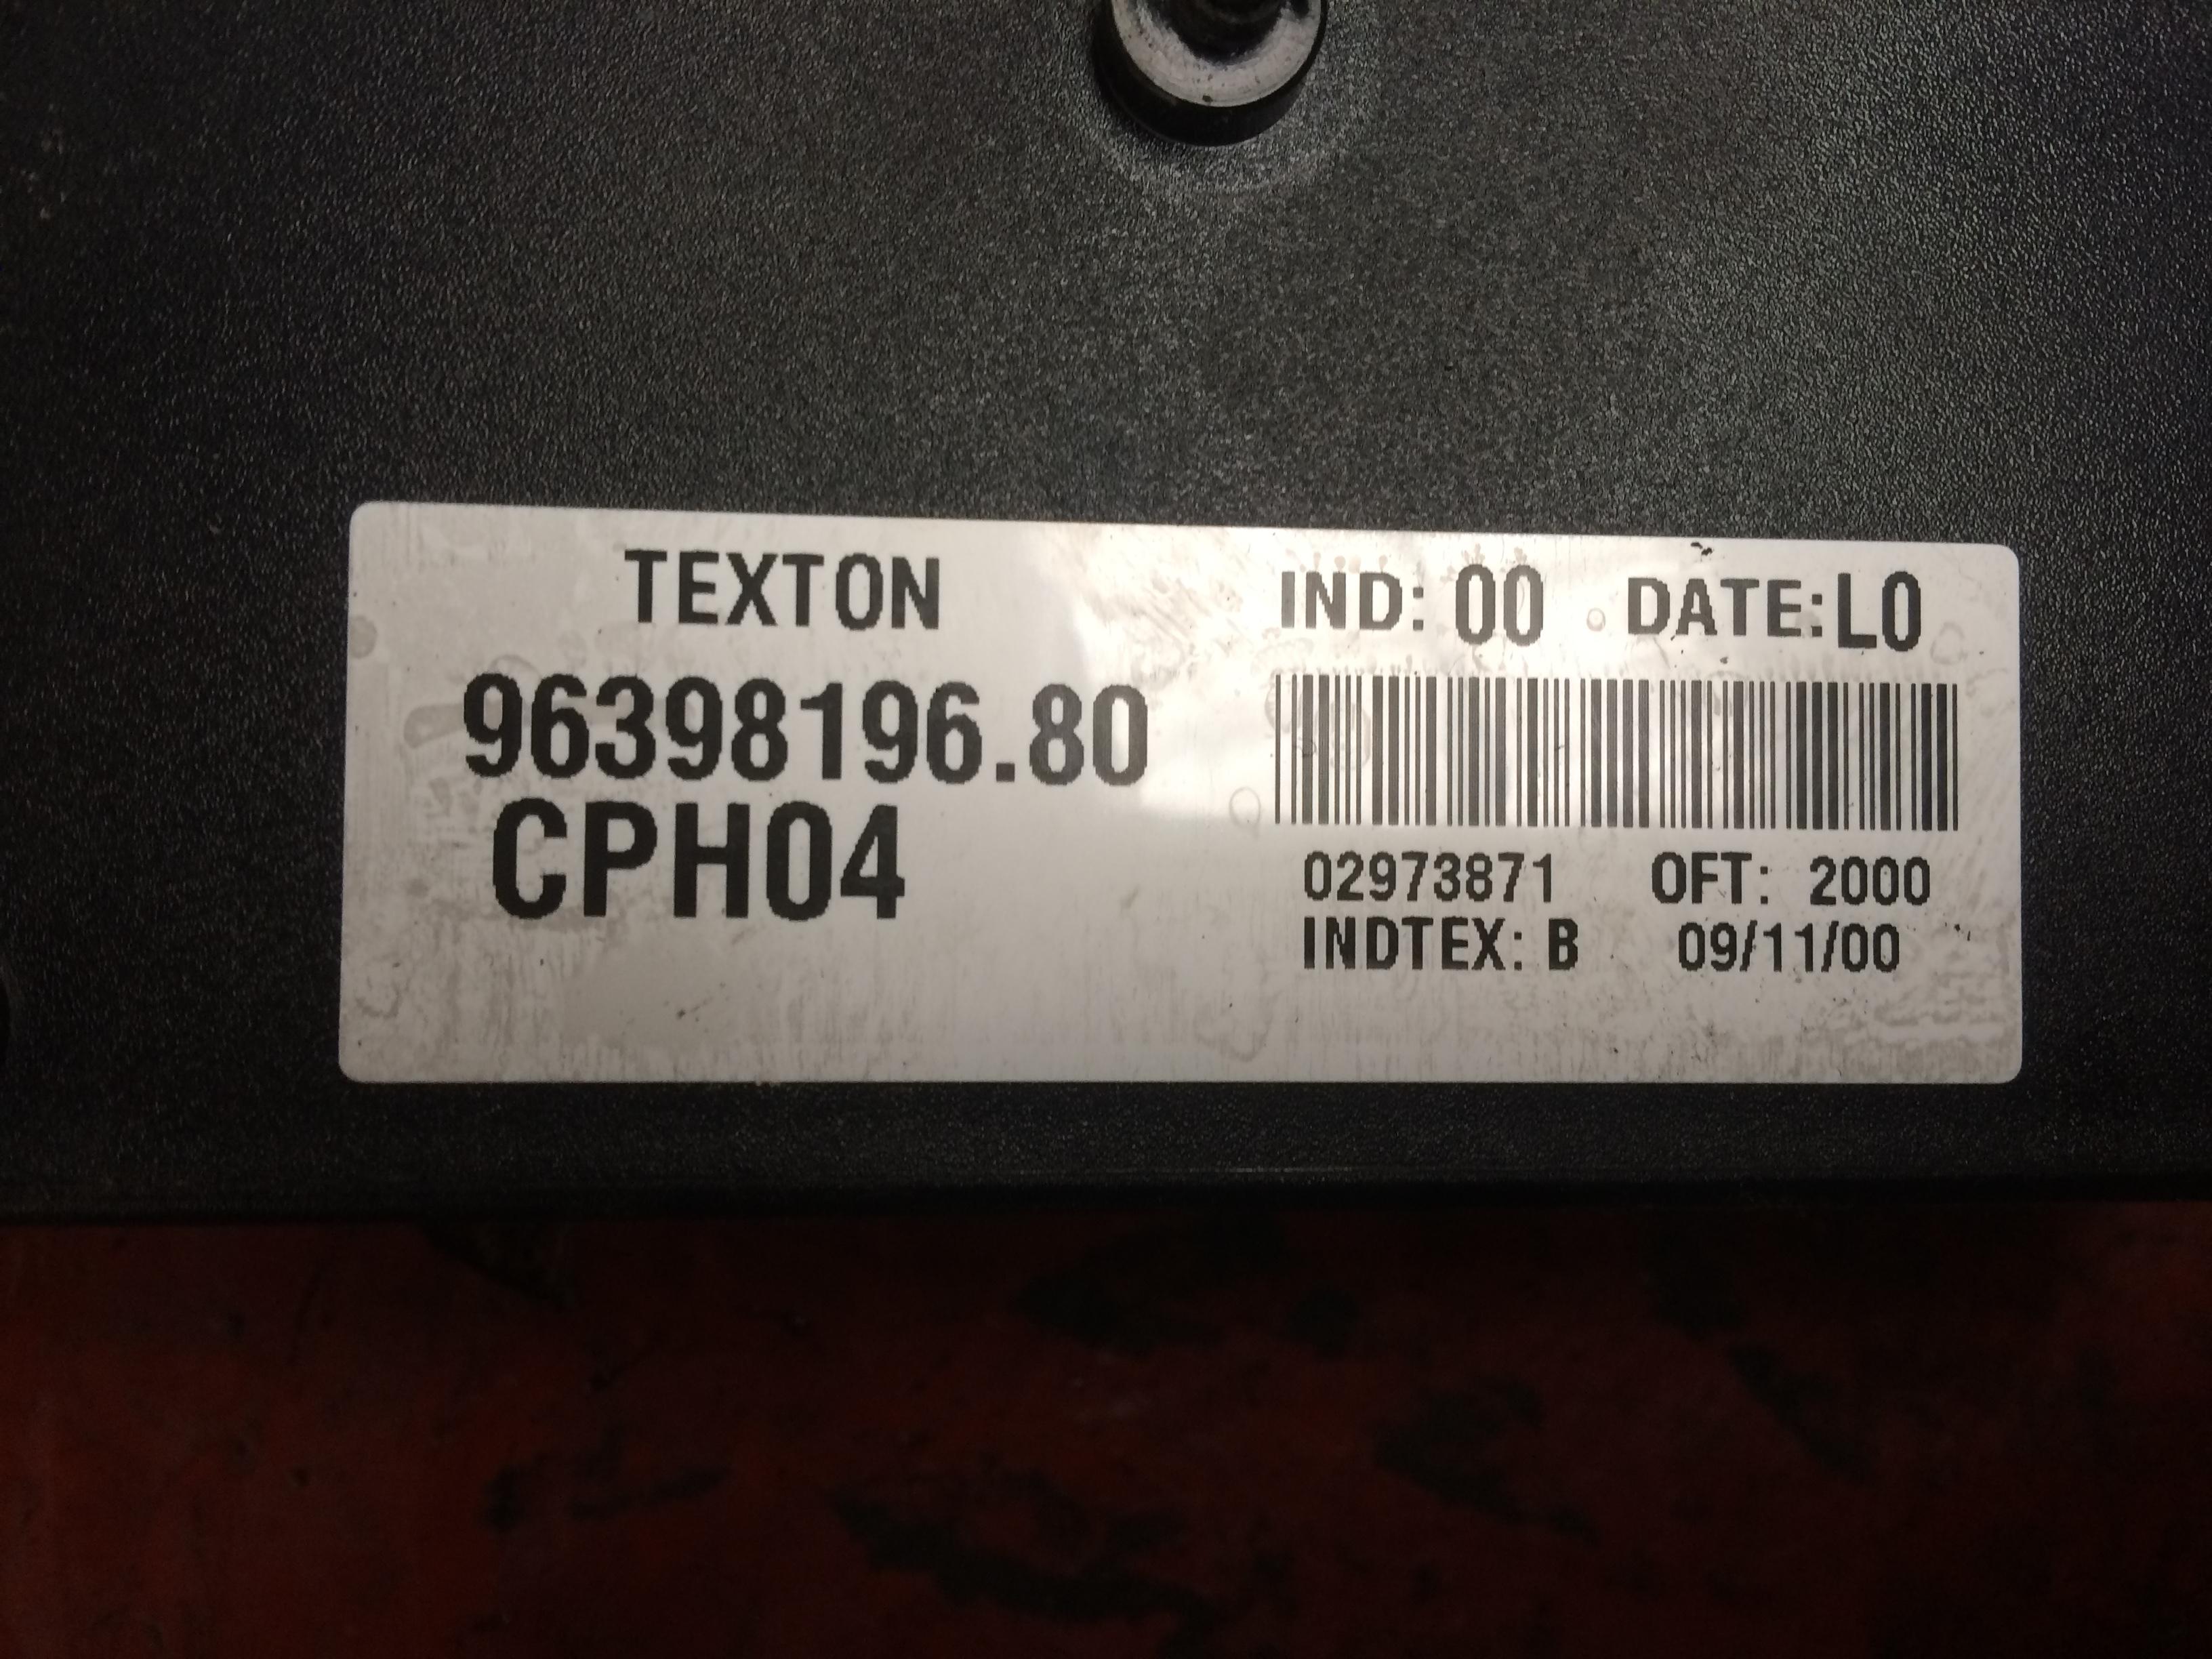 TEXTON
96398196.80
CPH04
IND: 00 DATE: L0
02973871 OFT: 2000
INDTEX: B 09/11/00